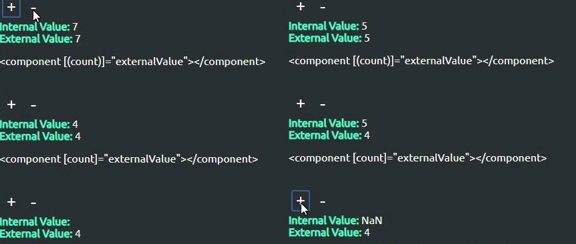 + -
Internal Value: 7
External Value: 7
<component [(count)]="externalValue"></component>
+ -
Internal Value: 4
External Value: 4
<component [count]="externalValue"></component>
+ -
Internal Value:
External Value: 4
+ -
Internal Value: 5
External Value: 5
<component [(count)]="externalValue"></component>
+ -
Internal Value: 5
External Value: 4
<component [count]="externalValue"></component>
+ -
Internal Value: NaN
External Value: 4